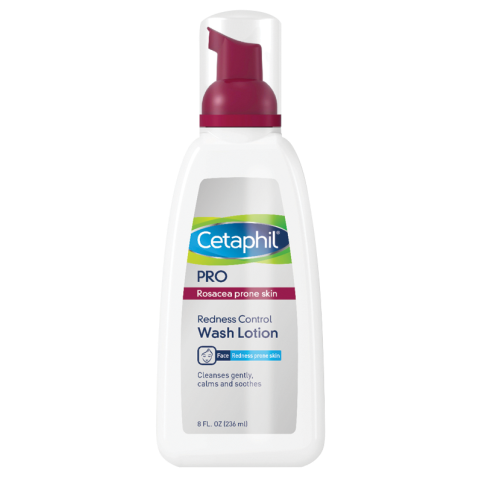 Cetaphil®
PRO
Rosacea prone skin
Redness Control
Wash Lotion
Face Redness prone skin
Cleanses gently,
calms and soothes
8 FL. OZ (236 ml)